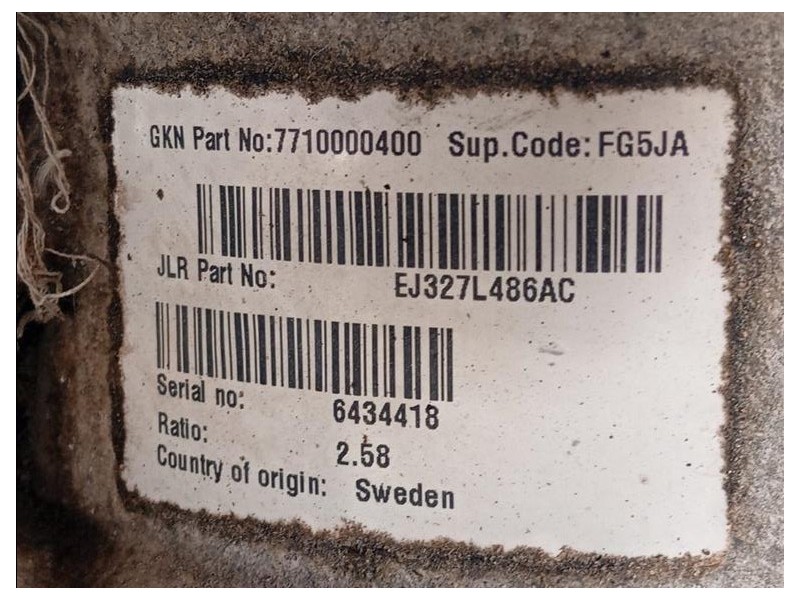 GKN Part No:7710000400 Sup.Code: FG5JA
JLR Part No: EJ327L486AC
Serial no: 6434418
Ratio: 2.58
Country of origin: Sweden